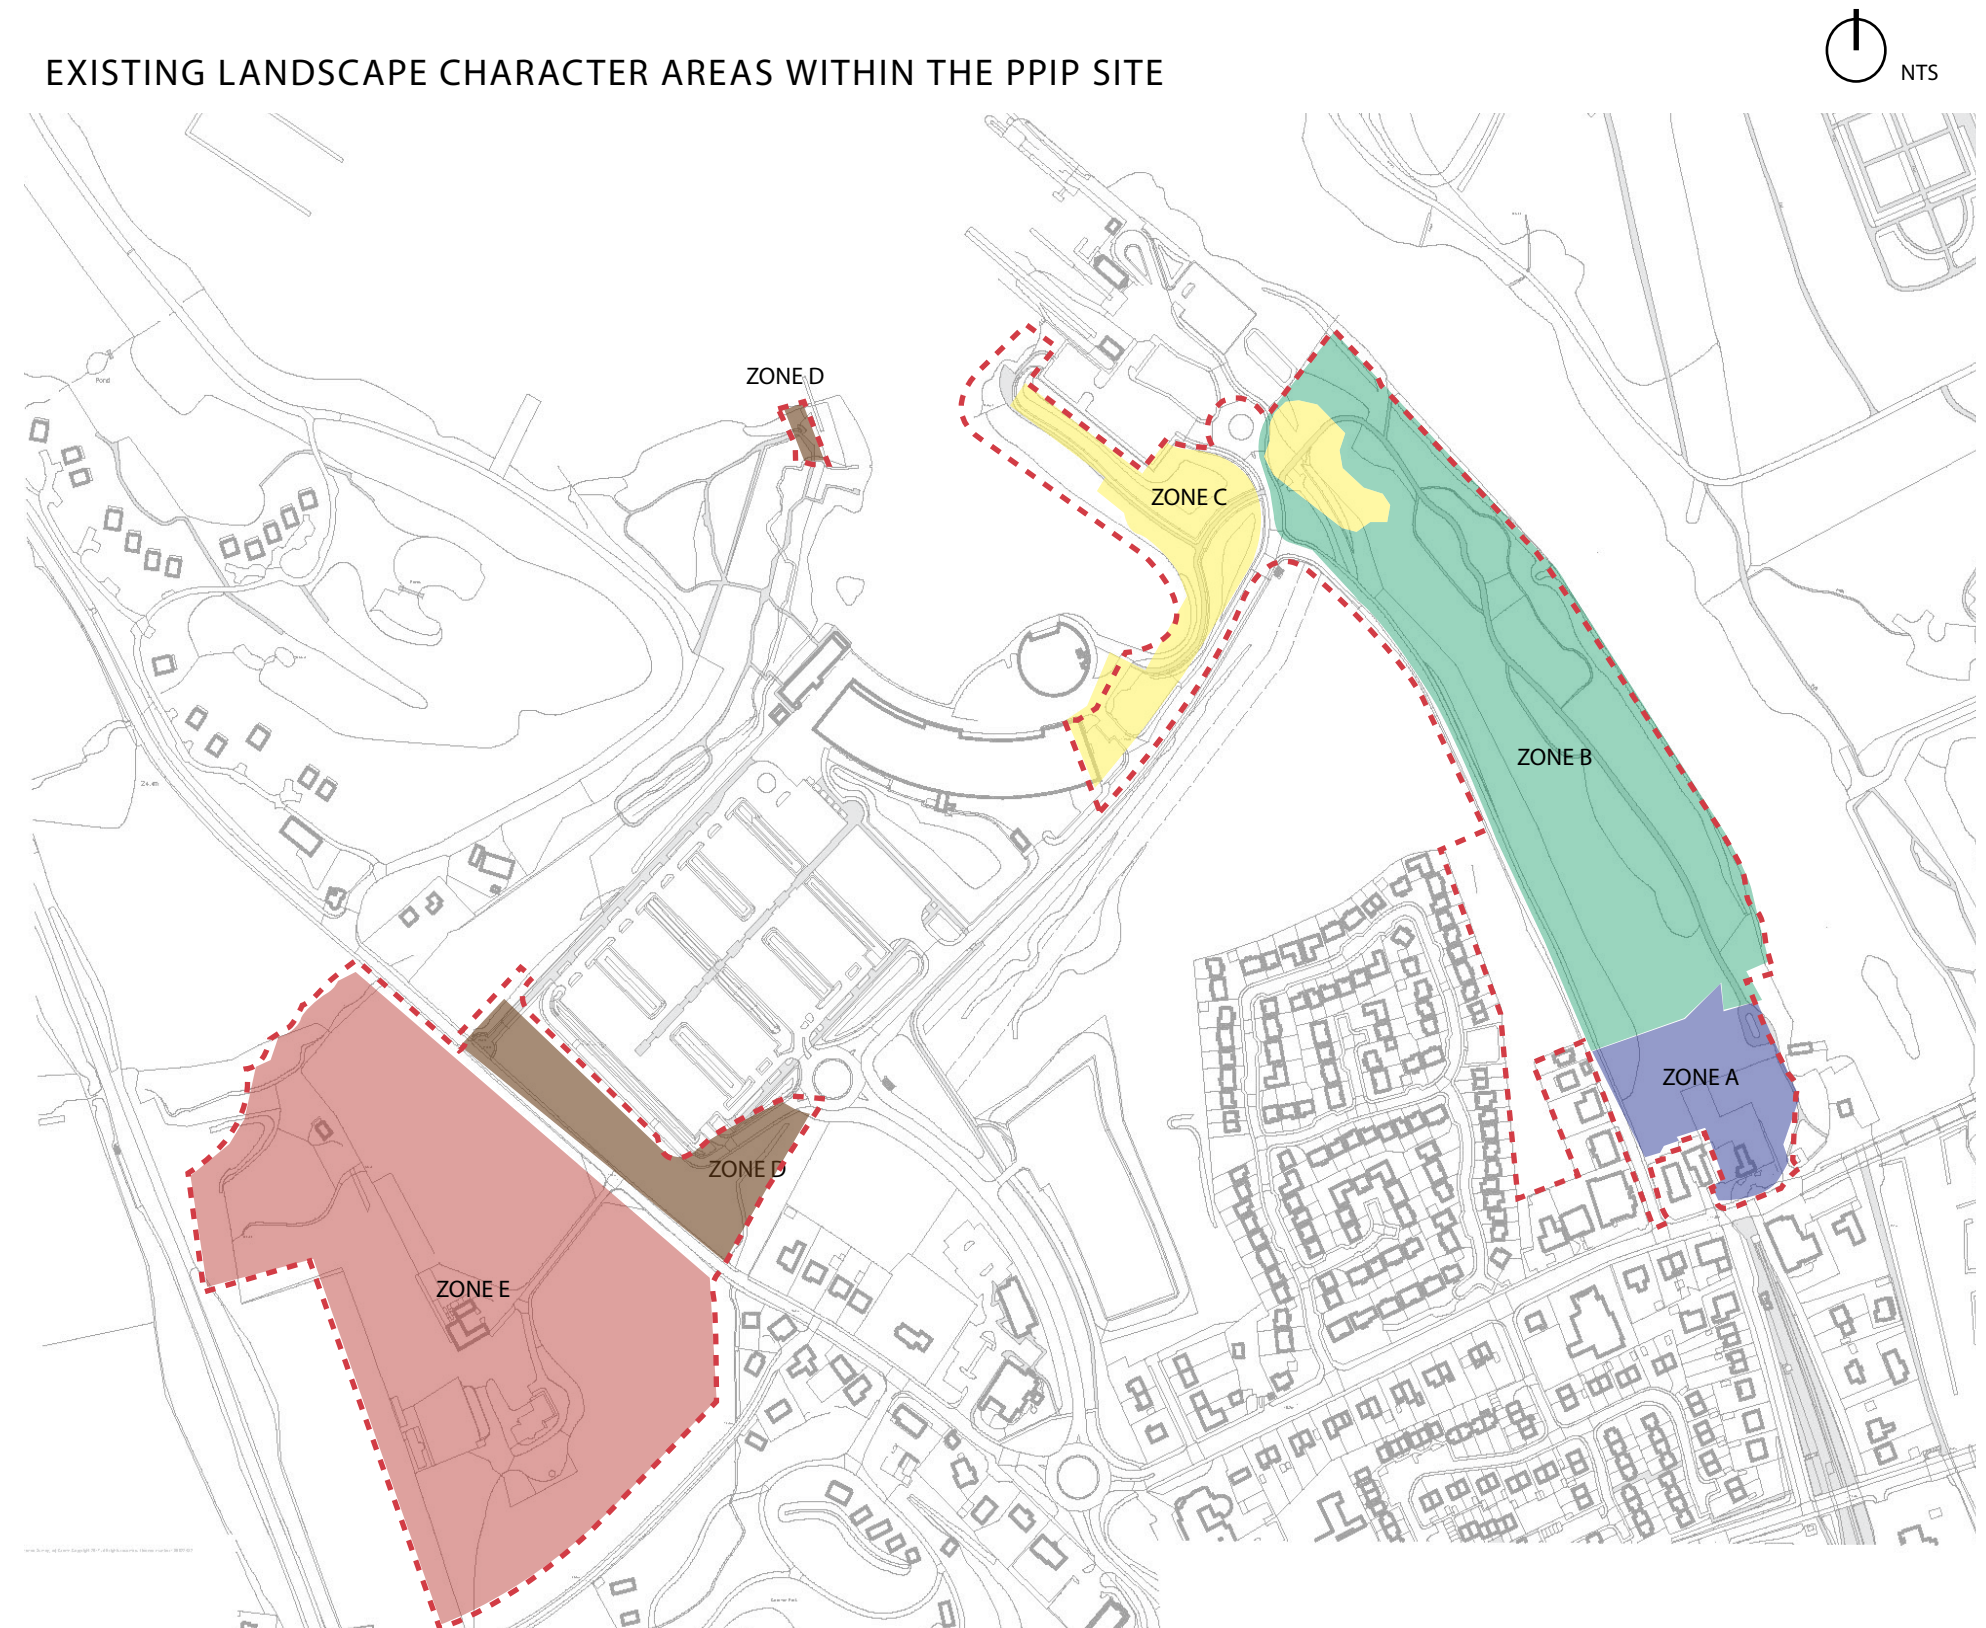 EXISTING LANDSCAPE CHARACTER AREAS WITHIN THE PPIP SITE
NTS
ZONE D
Pond
ZONE C
ZONE B
ZONE A
ZONE D
ZONE E